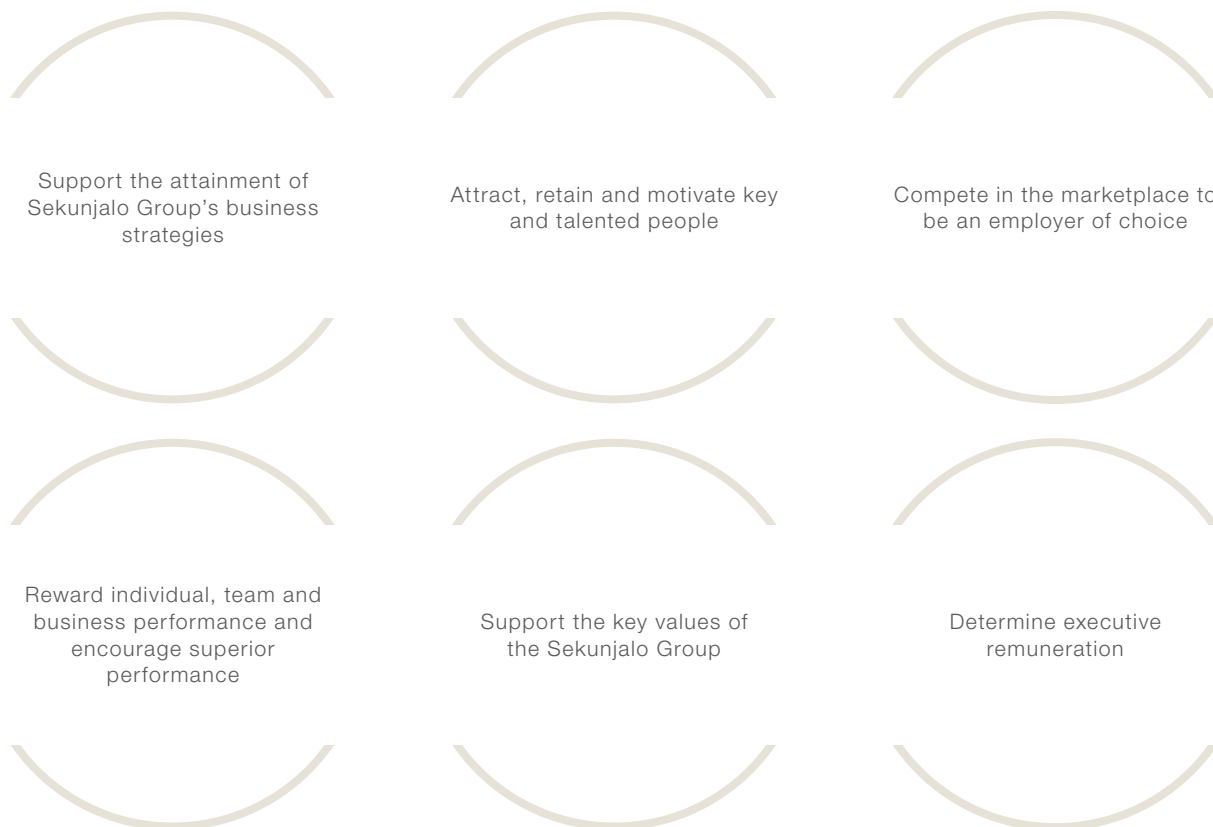 Support the attainment of
Sekunjalo Group's business
strategies
Attract, retain and motivate key
and talented people
Compete in the marketplace to
be an employer of choice
Reward individual, team and
business performance and
encourage superior
performance
Support the key values of
the Sekunjalo Group
Determine executive
remuneration